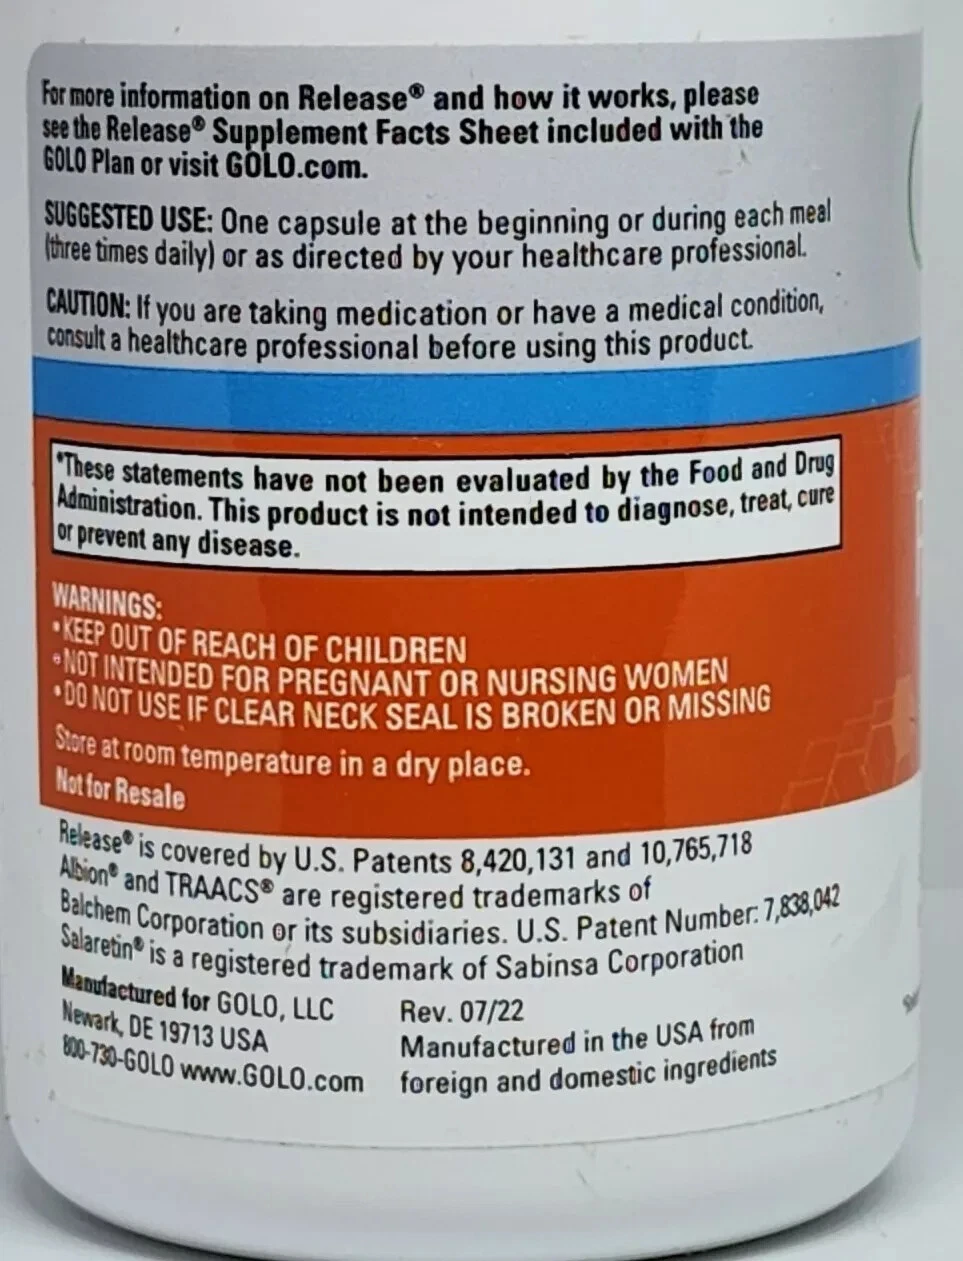 For more information on Release® and how it works, please
see the Release® Supplement Facts Sheet included with the
GOLO Plan or visit GOLO.com.
SUGGESTED USE: One capsule at the beginning or during each meal
(three times daily) or as directed by your healthcare professional.
CAUTION: If you are taking medication or have a medical condition,
consult a healthcare professional before using this product.
*These statements have not been evaluated by the Food and Drug
Administration. This product is not intended to diagnose, treat, cure
or prevent any disease.
WARNINGS:
•KEEP OUT OF REACH OF CHILDREN
•NOT INTENDED FOR PREGNANT OR NURSING WOMEN
•DO NOT USE IF CLEAR NECK SEAL IS BROKEN OR MISSING
Store at room temperature in a dry place.
Not for Resale
Release® is covered by U.S. Patents 8,420,131 and 10,765,718
Albion® and TRAACS® are registered trademarks of
Balchem Corporation or its subsidiaries. U.S. Patent Number: 7,838,042
Salaretin® is a registered trademark of Sabinsa Corporation
Manufactured for GOLO, LLC
Newark, DE 19713 USA
800-730-GOLO www.GOLO.com
Rev. 07/22
Manufactured in the USA from
foreign and domestic ingredients